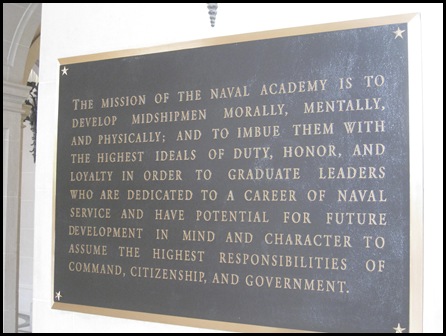 THE MISSION OF THE NAVAL ACADEMY IS TO
DEVELOP MIDSHIPMEN MORALLY, MENTALLY,
AND PHYSICALLY; AND TO IMBUE THEM WITH
THE HIGHEST IDEALS OF DUTY, HONOR, AND
LOYALTY IN ORDER TO GRADUATE LEADERS
WHO ARE DEDICATED TO A CAREER OF NAVAL
SERVICE AND HAVE POTENTIAL FOR FUTURE
DEVELOPMENT IN MIND AND CHARACTER TO
ASSUME THE HIGHEST RESPONSIBILITIES OF
COMMAND, CITIZENSHIP, AND GOVERNMENT.